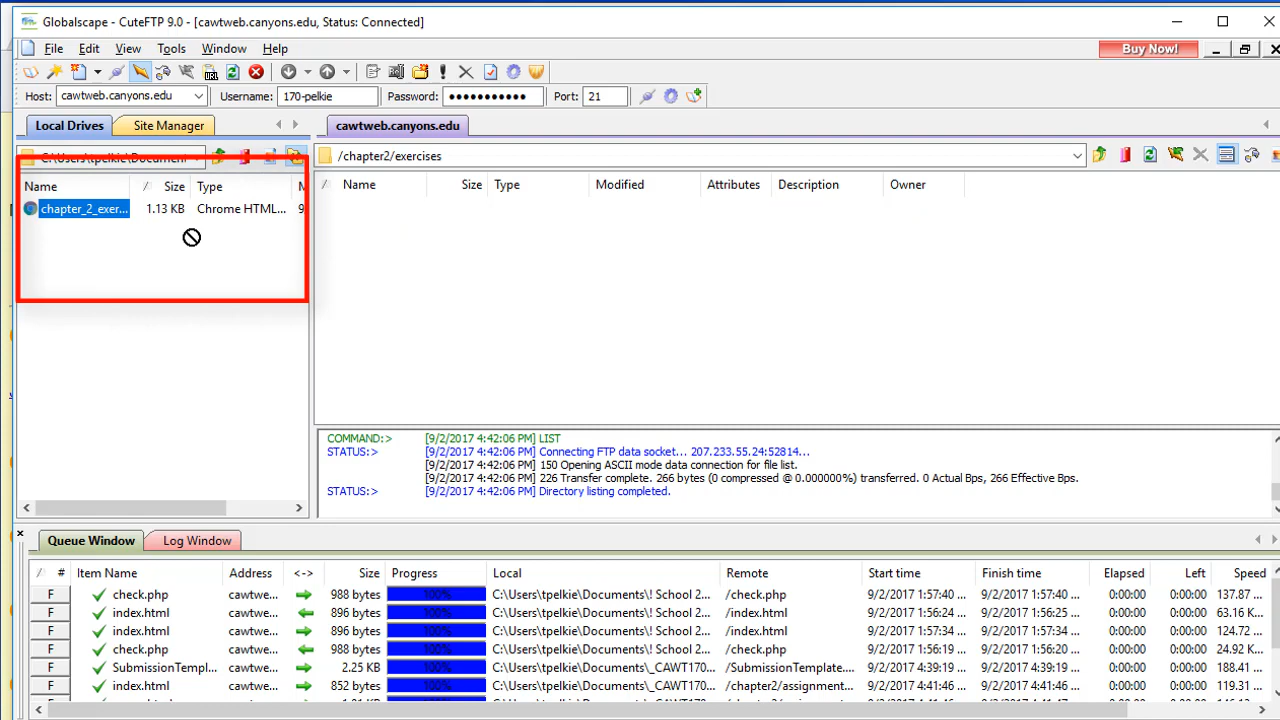 Globalscape - CuteFTP 9.0 - [cawtweb.canyons.edu, Status: Connected]
File Edit View Tools Window Help Buy Now!
Host: cawtweb.canyons.edu Username: 170-pelkie Password: ●●●●●●●●●●● Port: 21
Local Drives Site Manager cawtweb.canyons.edu
C:\Users\tpelkie\Document /chapter2/exercises
Name / Size Type M / Name Size Type Modified Attributes Description Owner
chapter_2_exer... 1.13 KB Chrome HTML... 9
COMMAND:> [9/2/2017 4:42:06 PM] LIST
STATUS:> [9/2/2017 4:42:06 PM] Connecting FTP data socket... 207.233.55.24:52814...
[9/2/2017 4:42:06 PM] 150 Opening ASCII mode data connection for file list.
[9/2/2017 4:42:06 PM] 226 Transfer complete. 266 bytes (0 compressed @ 0.000000%) transferred. 0 Actual Bps, 266 Effective Bps.
STATUS:> [9/2/2017 4:42:06 PM] Directory listing completed.
Queue Window Log Window
/ # Item Name Address <-> Size Progress Local Remote Start time Finish time Elapsed Left Speed
F check.php cawtwe... 988 bytes 100% C:\Users\tpelkie\Documents\! School 2... /check.php 9/2/2017 1:57:40 ... 9/2/2017 1:57:40 ... 0:00:00 0:00:00 137.87 ...
F index.html cawtwe... 896 bytes 100% C:\Users\tpelkie\Documents\! School 2... /index.html 9/2/2017 1:56:24 ... 9/2/2017 1:56:25 ... 0:00:00 0:00:00 63.16 K...
F index.html cawtwe... 896 bytes 100% C:\Users\tpelkie\Documents\! School 2... /index.html 9/2/2017 1:57:34 ... 9/2/2017 1:57:34 ... 0:00:00 0:00:00 124.72 ...
F check.php cawtwe... 988 bytes 100% C:\Users\tpelkie\Documents\! School 2... /check.php 9/2/2017 1:56:19 ... 9/2/2017 1:56:20 ... 0:00:00 0:00:00 24.92 K...
F SubmissionTempl... cawtwe... 2.25 KB 100% C:\Users\tpelkie\Documents\_CAWT170... /SubmissionTemplate... 9/2/2017 4:39:19 ... 9/2/2017 4:39:19 ... 0:00:00 0:00:00 188.41 ...
F index.html cawtwe... 852 bytes 100% C:\Users\tpelkie\Documents\_CAWT170... /chapter2/assignment... 9/2/2017 4:41:46 ... 9/2/2017 4:41:46 ... 0:00:00 0:00:00 119.31 ...